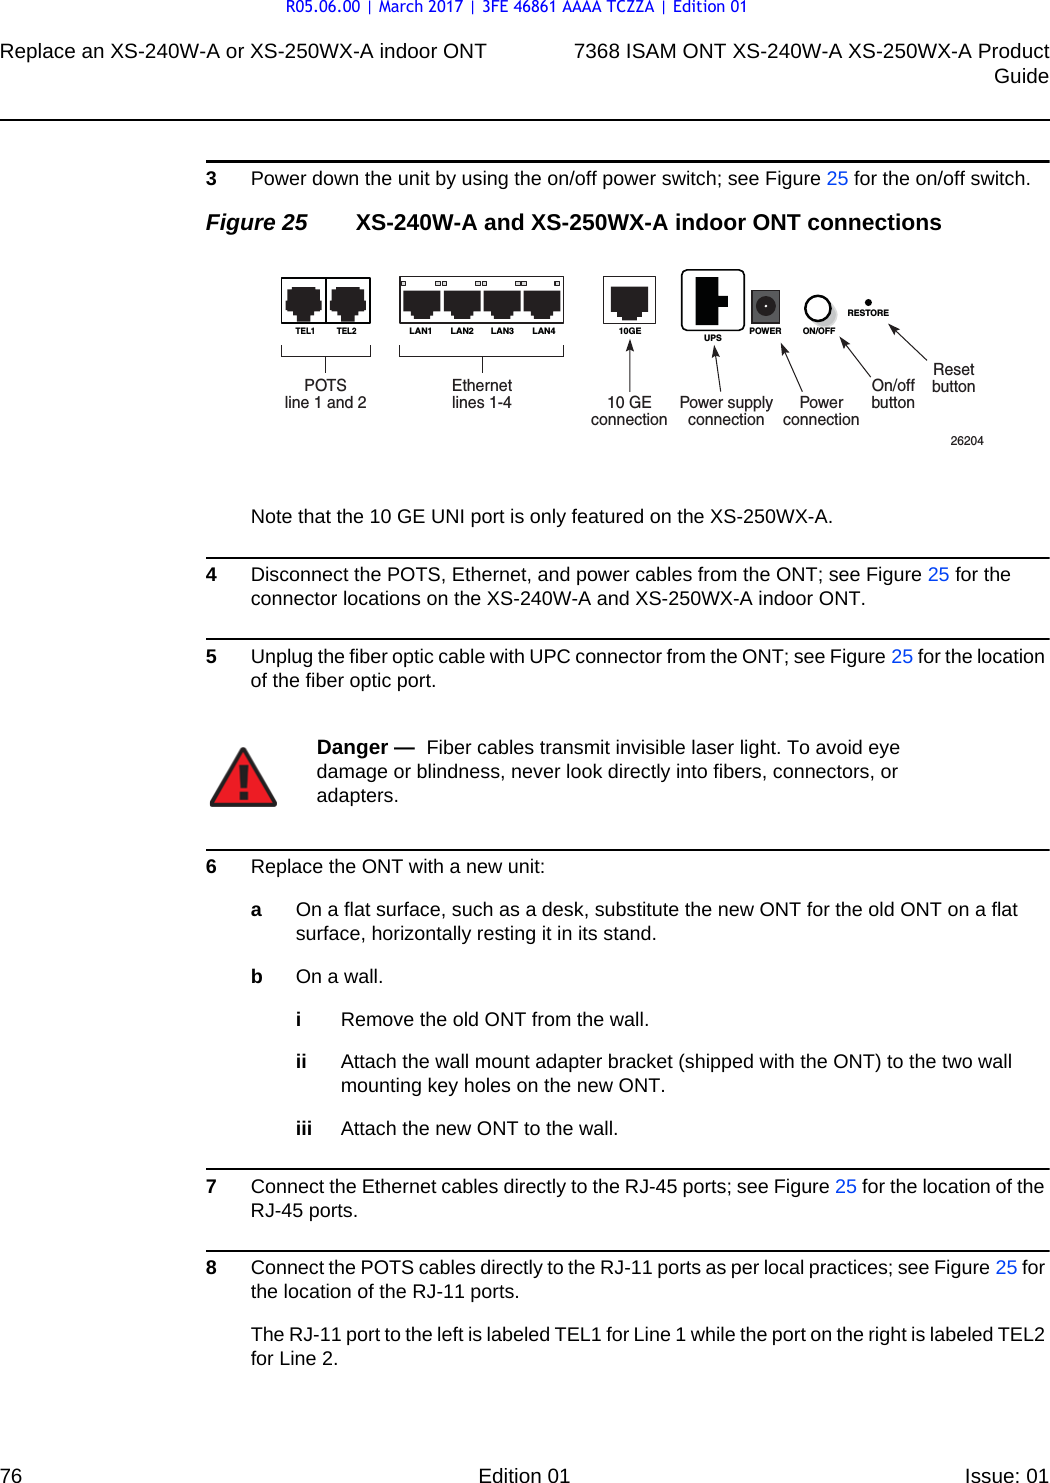 R05.06.00 | March 2017 | 3FE 46861 AAAA TCZZA | Edition 01
Replace an XS-240W-A or XS-250WX-A indoor ONT
7368 ISAM ONT XS-240W-A XS-250WX-A Product
Guide
3 Power down the unit by using the on/off power switch; see Figure 25 for the on/off switch.
Figure 25 XS-240W-A and XS-250WX-A indoor ONT connections
TEL1 TEL2 LAN1 LAN2 LAN3 LAN4 10GE UPS POWER ON/OFF RESTORE
POTS
line 1 and 2
Ethernet
lines 1-4
10 GE
connection
Power supply
connection
Power
connection
On/off
button
Reset
button
26204
Note that the 10 GE UNI port is only featured on the XS-250WX-A.
4 Disconnect the POTS, Ethernet, and power cables from the ONT; see Figure 25 for the
connector locations on the XS-240W-A and XS-250WX-A indoor ONT.
5 Unplug the fiber optic cable with UPC connector from the ONT; see Figure 25 for the location
of the fiber optic port.
Danger — Fiber cables transmit invisible laser light. To avoid eye
damage or blindness, never look directly into fibers, connectors, or
adapters.
6 Replace the ONT with a new unit:
a On a flat surface, such as a desk, substitute the new ONT for the old ONT on a flat
surface, horizontally resting it in its stand.
b On a wall.
i Remove the old ONT from the wall.
ii Attach the wall mount adapter bracket (shipped with the ONT) to the two wall
mounting key holes on the new ONT.
iii Attach the new ONT to the wall.
7 Connect the Ethernet cables directly to the RJ-45 ports; see Figure 25 for the location of the
RJ-45 ports.
8 Connect the POTS cables directly to the RJ-11 ports as per local practices; see Figure 25 for
the location of the RJ-11 ports.
The RJ-11 port to the left is labeled TEL1 for Line 1 while the port on the right is labeled TEL2
for Line 2.
76 Edition 01 Issue: 01